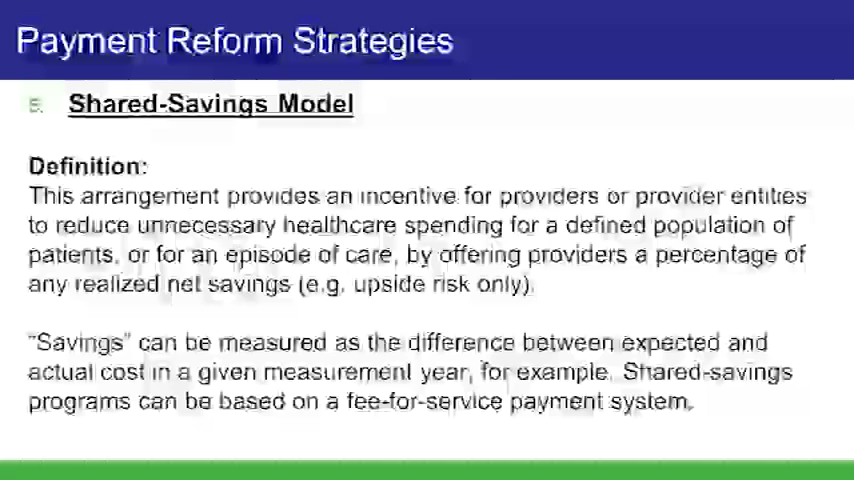 Payment Reform Strategies
5. Shared-Savings Model
Definition:
This arrangement provides an incentive for providers or provider entities
to reduce unnecessary healthcare spending for a defined population of
patients, or for an episode of care, by offering providers a percentage of
any realized net savings (e.g. upside risk only).
"Savings" can be measured as the difference between expected and
actual cost in a given measurement year, for example. Shared-savings
programs can be based on a fee-for-service payment system.